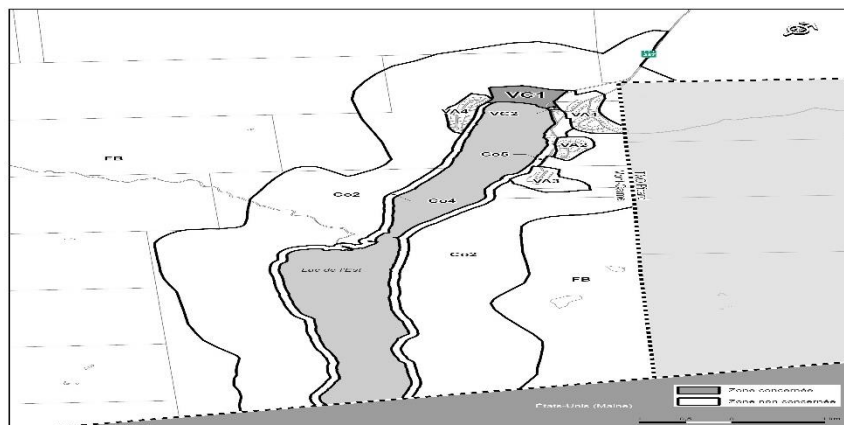 VC1
VA4
VC2
VA1
FB
Co5
VA2
VA3
Co2
Co4
Co2
Lac de l'Est
FB
Zone concernée
Zone non concernée
États-Unis (Maine)